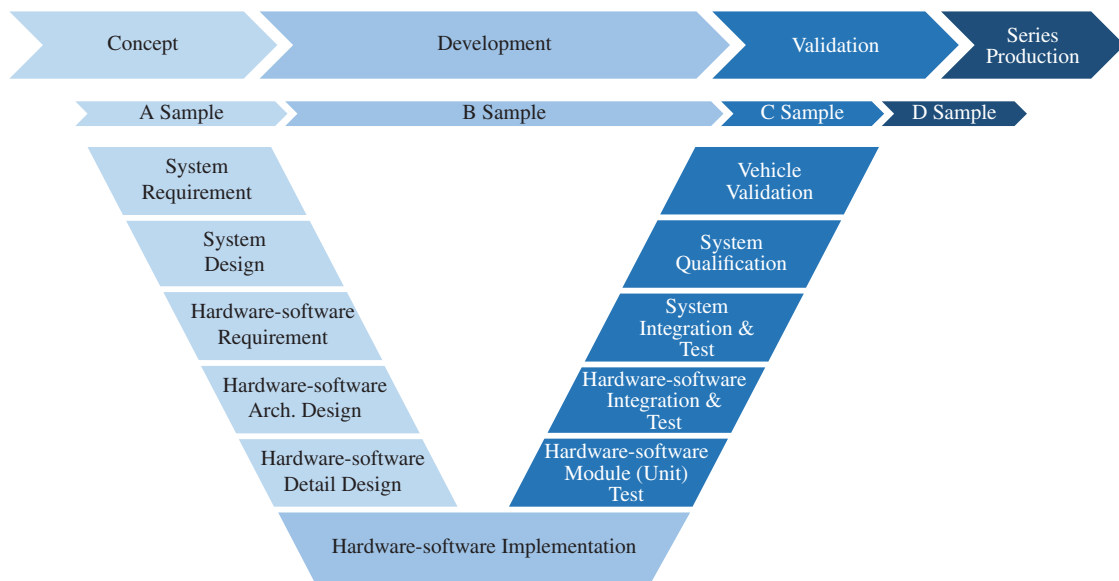 Concept
Development
Validation
Series
Production
A Sample
B Sample
C Sample
D Sample
System
Requirement
Vehicle
Validation
System
Design
System
Qualification
Hardware-software
Requirement
System
Integration &
Test
Hardware-software
Arch. Design
Hardware-software
Integration &
Test
Hardware-software
Detail Design
Hardware-software
Module (Unit)
Test
Hardware-software Implementation